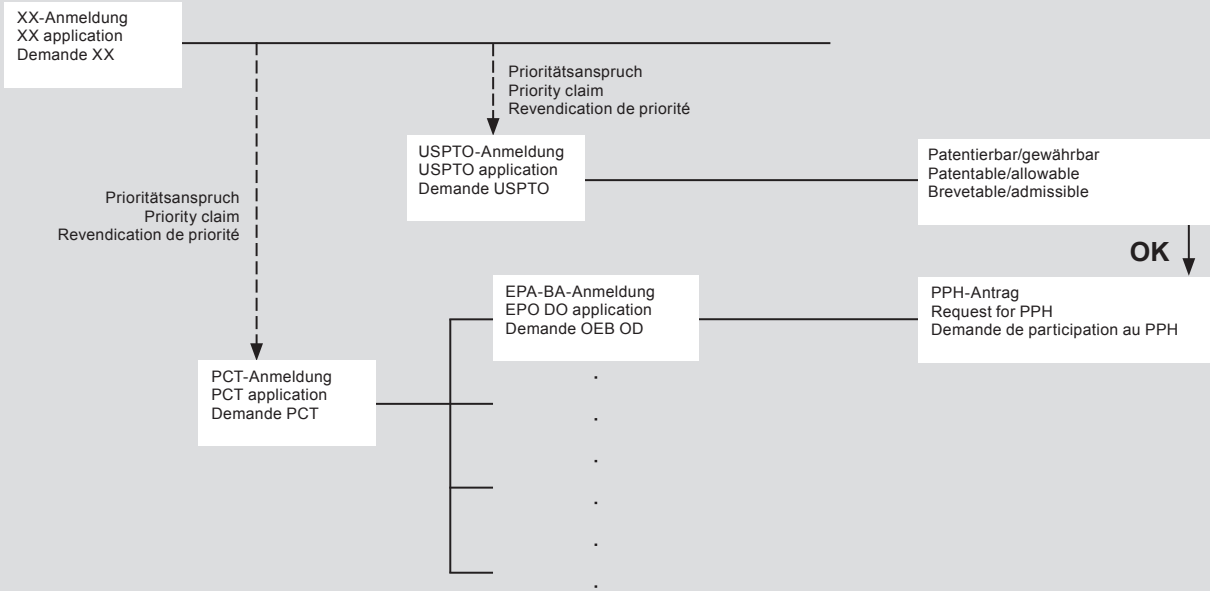 XX-Anmeldung
XX application
Demande XX
Prioritätsanspruch
Priority claim
Revendication de priorité
USPTO-Anmeldung
USPTO application
Demande USPTO
Patentierbar/gewährbar
Patentable/allowable
Brevetable/admissible
Prioritätsanspruch
Priority claim
Revendication de priorité
OK
EPA-BA-Anmeldung
EPO DO application
Demande OEB OD
PPH-Antrag
Request for PPH
Demande de participation au PPH
PCT-Anmeldung
PCT application
Demande PCT